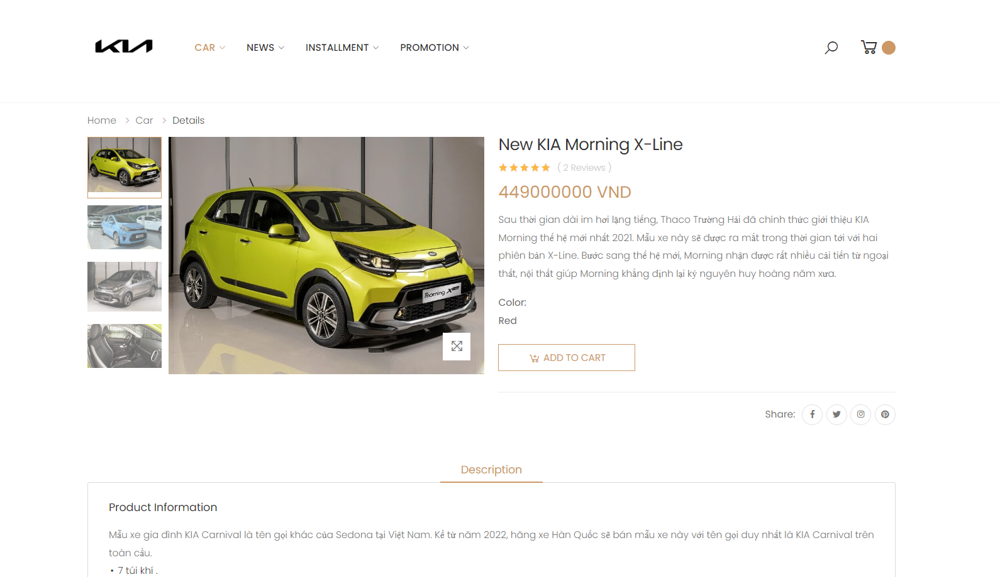 KIA
CAR
NEWS
INSTALLMENT
PROMOTION
Home > Car > Details
New KIA Morning X-Line
( 2 Reviews )
449000000 VND
Sau thời gian dài im hơi lặng tiếng, Thaco Trường Hải đã chính thức giới thiệu KIA
Morning thế hệ mới nhất 2021. Mẫu xe này sẽ được ra mắt trong thời gian tới với hai
phiên bản X-Line. Bước sang thế hệ mới, Morning nhận được rất nhiều cải tiến từ ngoại
thất, nội thất giúp Morning khẳng định lại kỷ nguyên huy hoàng năm xưa.
morning X-Line
Color:
Red
ADD TO CART
Share:
Description
Product Information
Mẫu xe gia đình KIA Carnival là tên gọi khác của Sedona tại Việt Nam. Kể từ năm 2022, hãng xe Hàn Quốc sẽ bán mẫu xe này với tên gọi duy nhất là KIA Carnival trên
toàn cầu.
• 7 túi khí .